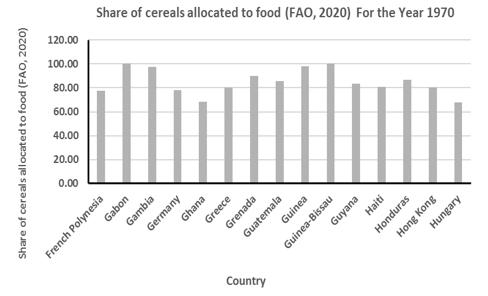 Share of cereals allocated to food (FAO, 2020) For the Year 1970
Share of cereals allocated to food (FAO, 2020)
120.00
100.00
80.00
60.00
40.00
20.00
0.00
French Polynesia
Gabon
Gambia
Germany
Ghana
Greece
Grenada
Guatemala
Guinea
Guinea-Bissau
Guyana
Haiti
Honduras
Hong Kong
Hungary
Country